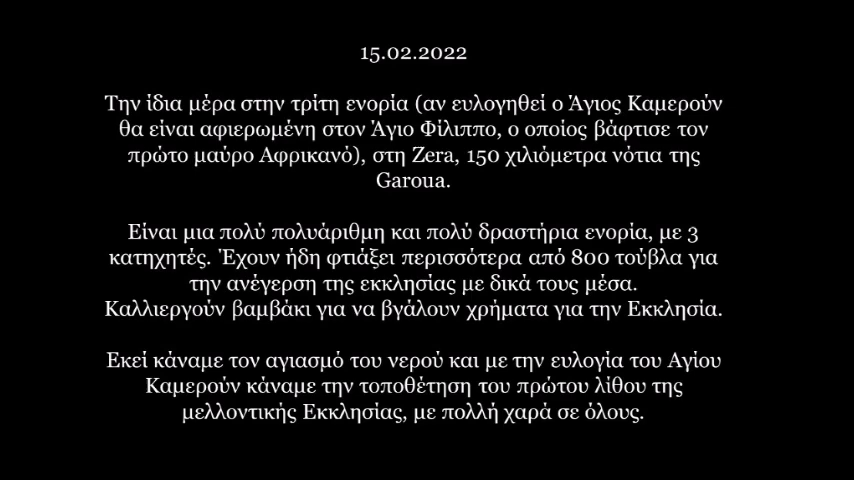 15.02.2022
Την ίδια μέρα στην τρίτη ενορία (αν ευλογηθεί ο Άγιος Καμερούν
θα είναι αφιερωμένη στον Άγιο Φίλιππο, ο οποίος βάφτισε τον
πρώτο μαύρο Αφρικανό), στη Zera, 150 χιλιόμετρα νότια της
Garoua.
Είναι μια πολύ πολυάριθμη και πολύ δραστήρια ενορία, με 3
κατηχητές. Έχουν ήδη φτιάξει περισσότερα από 800 τούβλα για
την ανέγερση της εκκλησίας με δικά τους μέσα.
Καλλιεργούν βαμβάκι για να βγάλουν χρήματα για την Εκκλησία.
Εκεί κάναμε τον αγιασμό του νερού και με την ευλογία του Αγίου
Καμερούν κάναμε την τοποθέτηση του πρώτου λίθου της
μελλοντικής Εκκλησίας, με πολλή χαρά σε όλους.